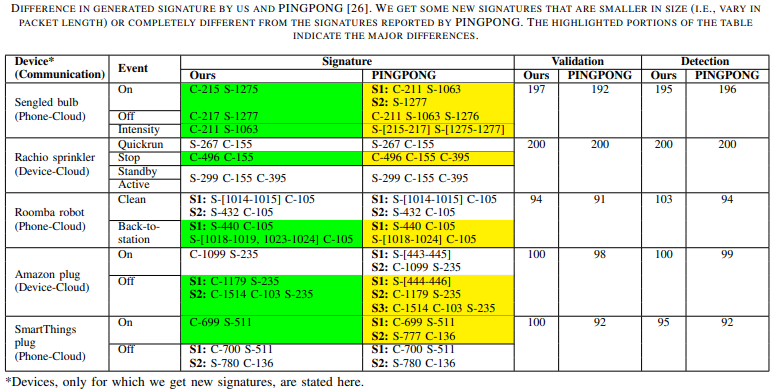 DIFFERENCE IN GENERATED SIGNATURE BY US AND PINGPONG [26]. WE GET SOME NEW SIGNATURES THAT ARE SMALLER IN SIZE (I.E., VARY IN
PACKET LENGTH) OR COMPLETELY DIFFERENT FROM THE SIGNATURES REPORTED BY PINGPONG. THE HIGHLIGHTED PORTIONS OF THE TABLE
INDICATE THE MAJOR DIFFERENCES.
Device* Event Signature Validation Detection
(Communication) Ours PINGPONG Ours PINGPONG Ours PINGPONG
Sengled bulb On C-215 S-1275 S1: C-211 S-1063 197 192 195 196
(Phone-Cloud) S2: S-1277
Off C-217 S-1277 C-211 S-1063 S-1276
Intensity C-211 S-1063 S-[215-217] S-[1275-1277]
Rachio sprinkler Quickrun S-267 C-155 S-267 C-155 200 200 200 200
(Device-Cloud) Stop C-496 C-155 C-496 C-155 C-395
Standby S-299 C-155 C-395 S-299 C-155 C-395
Active
Roomba robot Clean S1: S-[1014-1015] C-105 S1: S-[1014-1015] C-105 94 91 103 94
(Phone-Cloud) S2: S-432 C-105 S2: S-432 C-105
Back-to- S1: S-440 C-105 S1: S-440 C-105
station S-[1018-1019, 1023-1024] C-105 S-[1018-1024] C-105
Amazon plug On C-1099 S-235 S1: S-[443-445] 100 98 100 99
(Device-Cloud) S2: C-1099 S-235
Off S1: C-1179 S-235 S1: S-[444-446]
S2: C-1514 C-103 S-235 S2: C-1179 S-235
S3: C-1514 C-103 S-235
SmartThings On C-699 S-511 S1: C-699 S-511 100 92 95 92
plug S2: S-777 C-136
(Phone-Cloud) Off S1: C-700 S-511 S1: C-700 S-511
S2: S-780 C-136 S2: S-780 C-136
*Devices, only for which we get new signatures, are stated here.